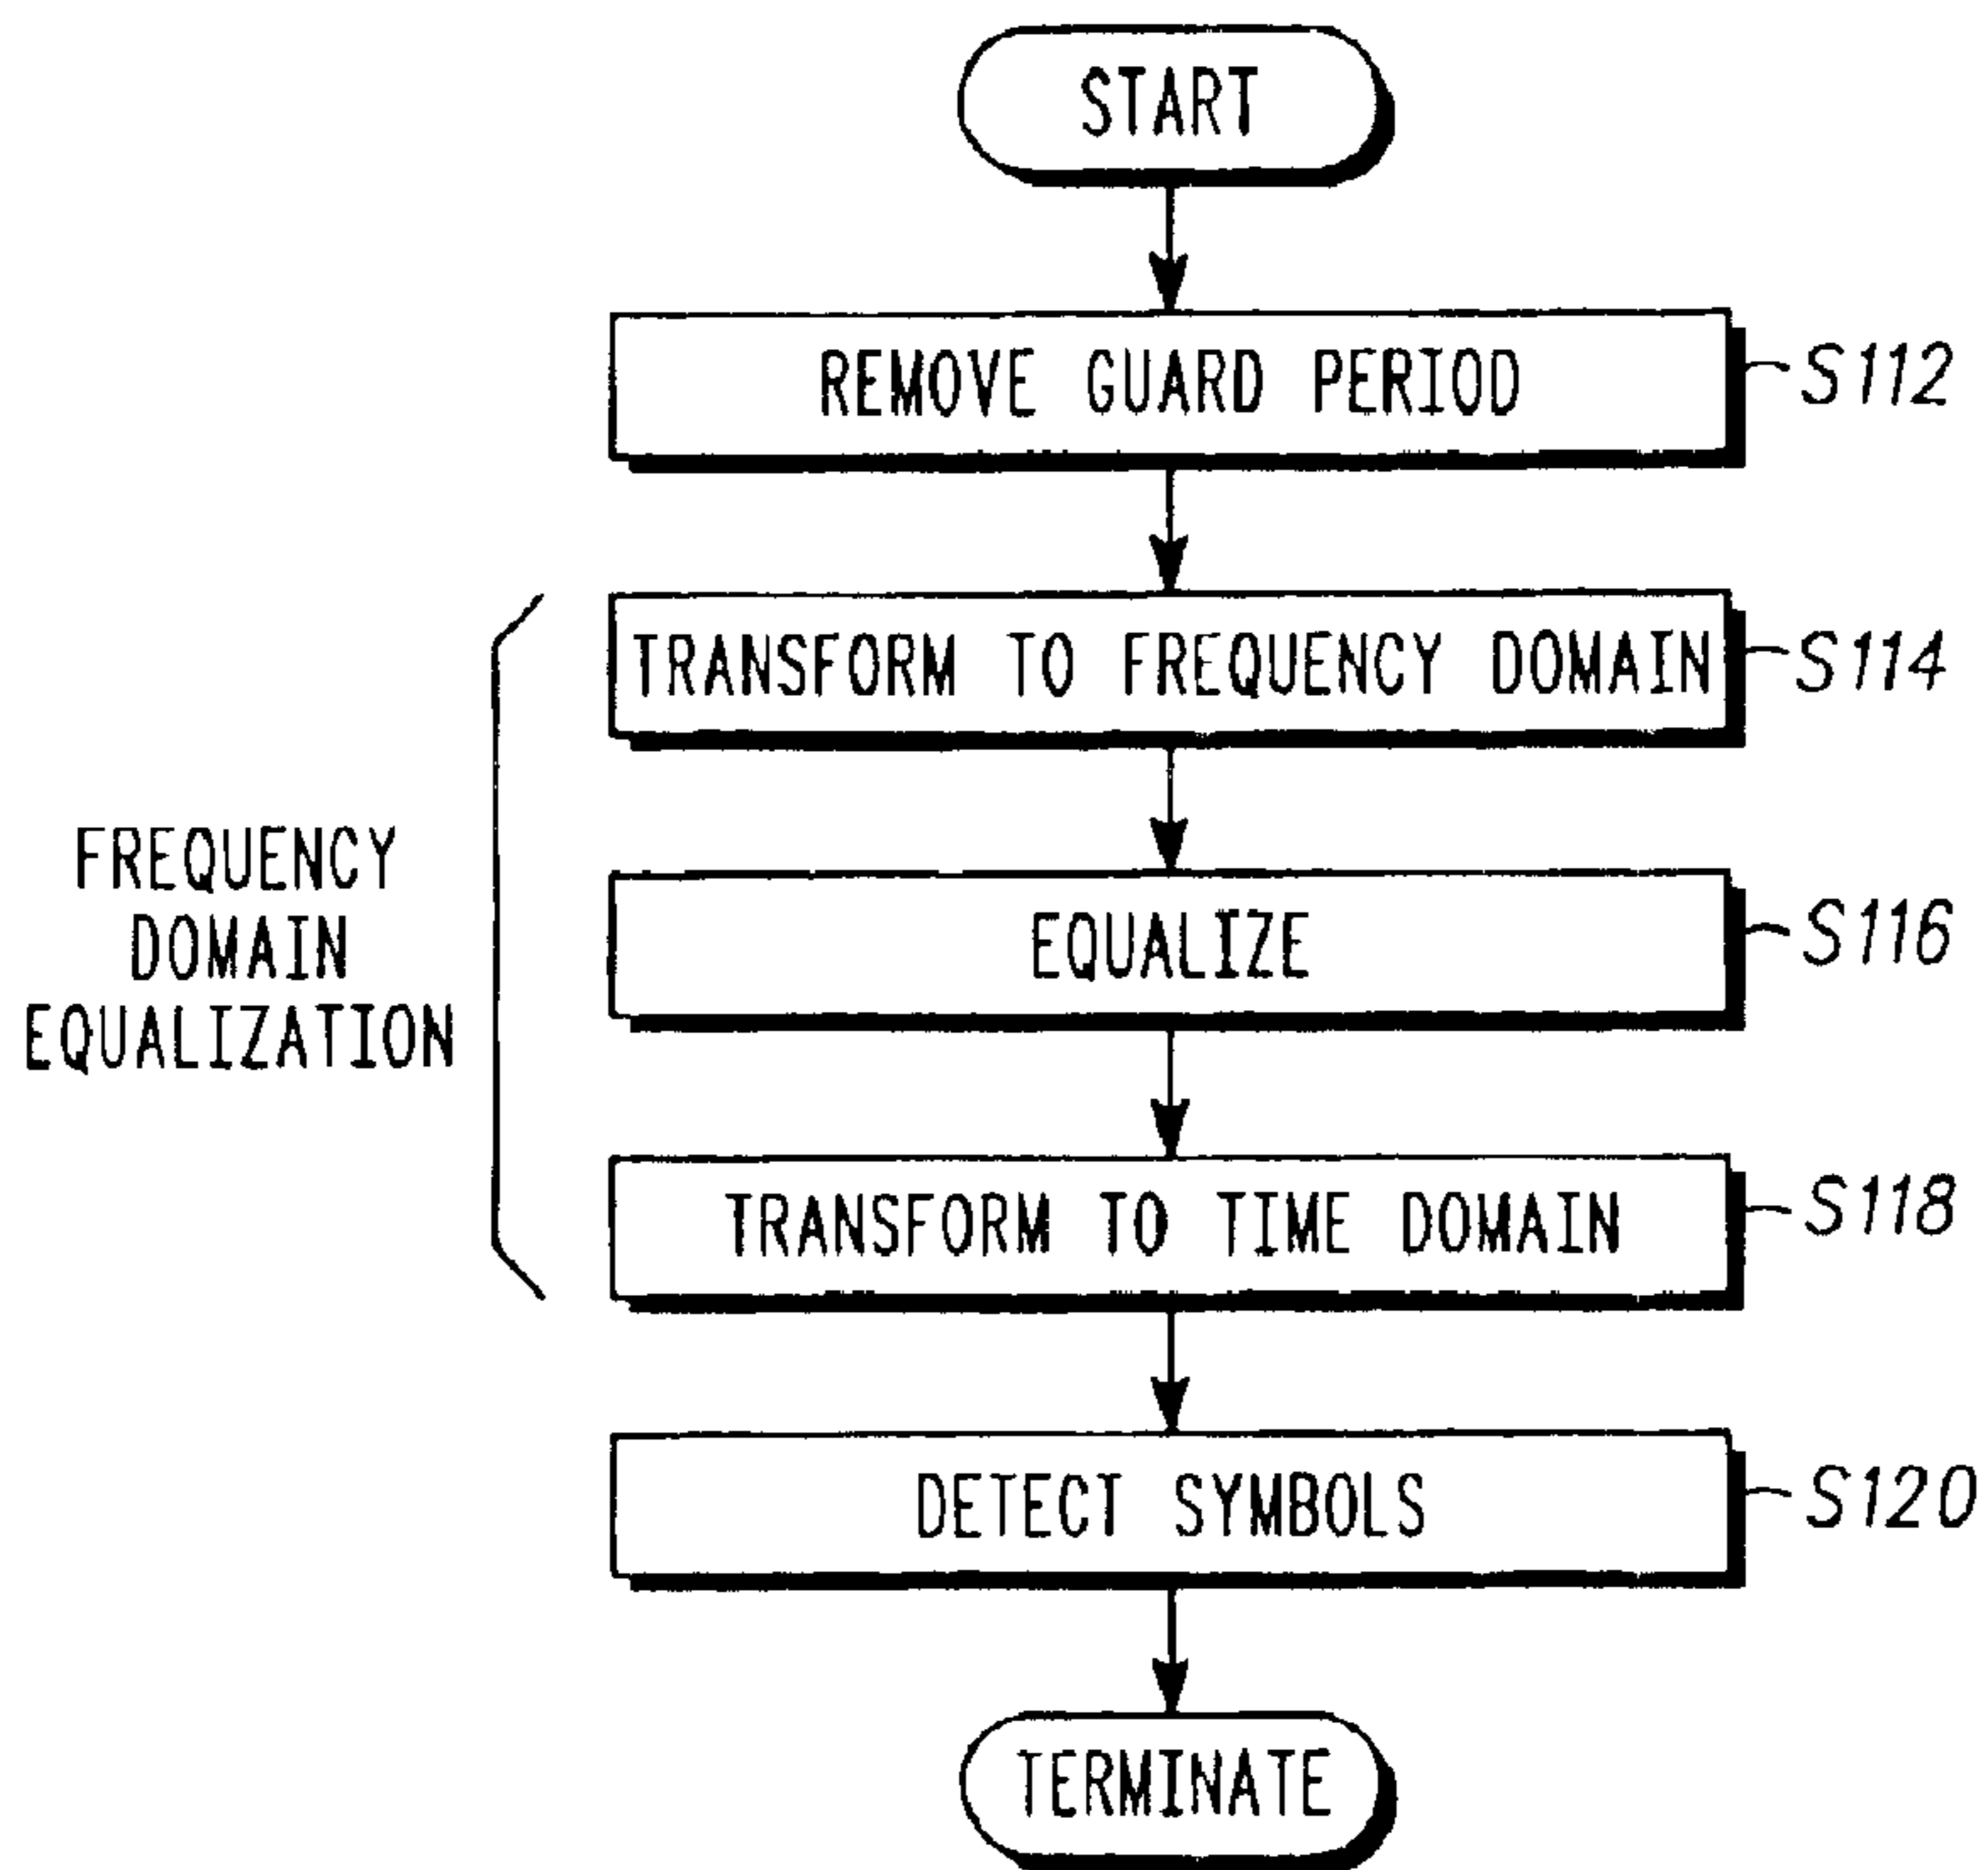 START
REMOVE GUARD PERIOD
S112
TRANSFORM TO FREQUENCY DOMAIN
S114
FREQUENCY
DOMAIN
EQUALIZATION
EQUALIZE
S116
TRANSFORM TO TIME DOMAIN
S118
DETECT SYMBOLS
S120
TERMINATE